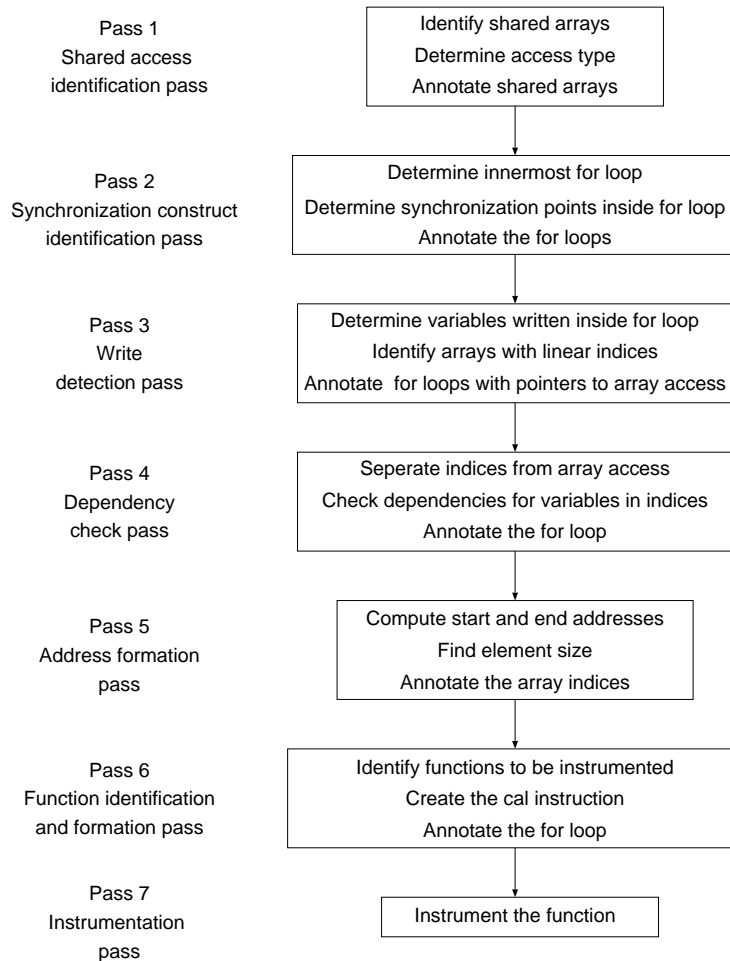 Pass 1
Shared access
identification pass
Identify shared arrays
Determine access type
Annotate shared arrays
Pass 2
Synchronization construct
identification pass
Determine innermost for loop
Determine synchronization points inside for loop
Annotate the for loops
Pass 3
Write
detection pass
Determine variables written inside for loop
Identify arrays with linear indices
Annotate for loops with pointers to array access
Pass 4
Dependency
check pass
Seperate indices from array access
Check dependencies for variables in indices
Annotate the for loop
Pass 5
Address formation
pass
Compute start and end addresses
Find element size
Annotate the array indices
Pass 6
Function identification
and formation pass
Identify functions to be instrumented
Create the cal instruction
Annotate the for loop
Pass 7
Instrumentation
pass
Instrument the function